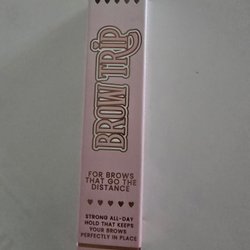 BROW TRIP
FOR BROWS
THAT GO THE
DISTANCE
STRONG ALL-DAY
HOLD THAT KEEPS
YOUR BROWS
PERFECTLY IN PLACE